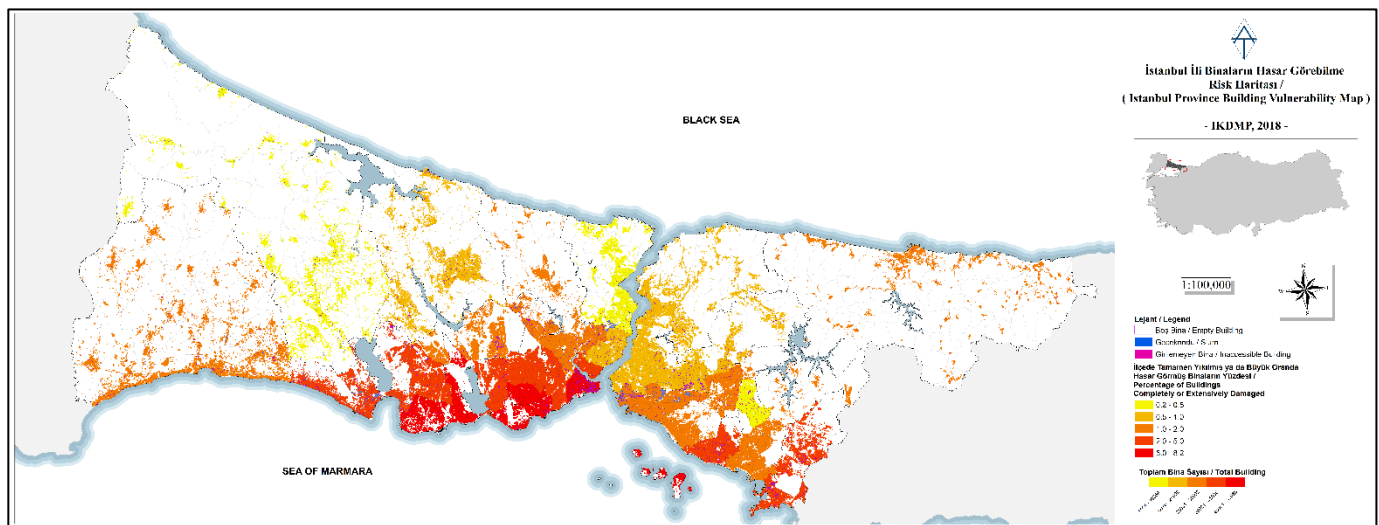 BLACK SEA
SEA OF MARMARA
İstanbul İli Binaların Hasar Görebilme
Risk Haritası /
( Istanbul Province Building Vulnerability Map )
- IKDMP, 2018 -
1:100,000
N
W
Lejant / Legend
Boş Bina / Empty Building
Gecekondu / Slum
Girilemeyen Bina / Inaccessible Building
İlçede Tamamen Yıkılmış ya da Büyük Oranda
Hasar Görmüş Binaların Yüzdesi /
Percentage of Buildings
Completely or Extensively Damaged
0.2 - 0.5
0.5 - 1.0
1.0 - 2.0
2.0 - 5.0
5.0 - 8.2
Toplam Bina Sayısı / Total Building